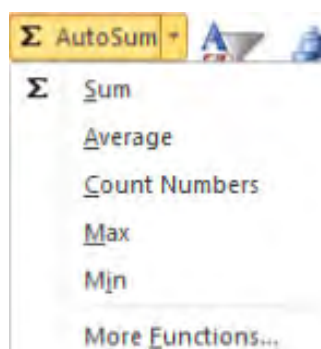 Σ AutoSum
Σ Sum
Average
Count Numbers
Max
Min
More Functions...